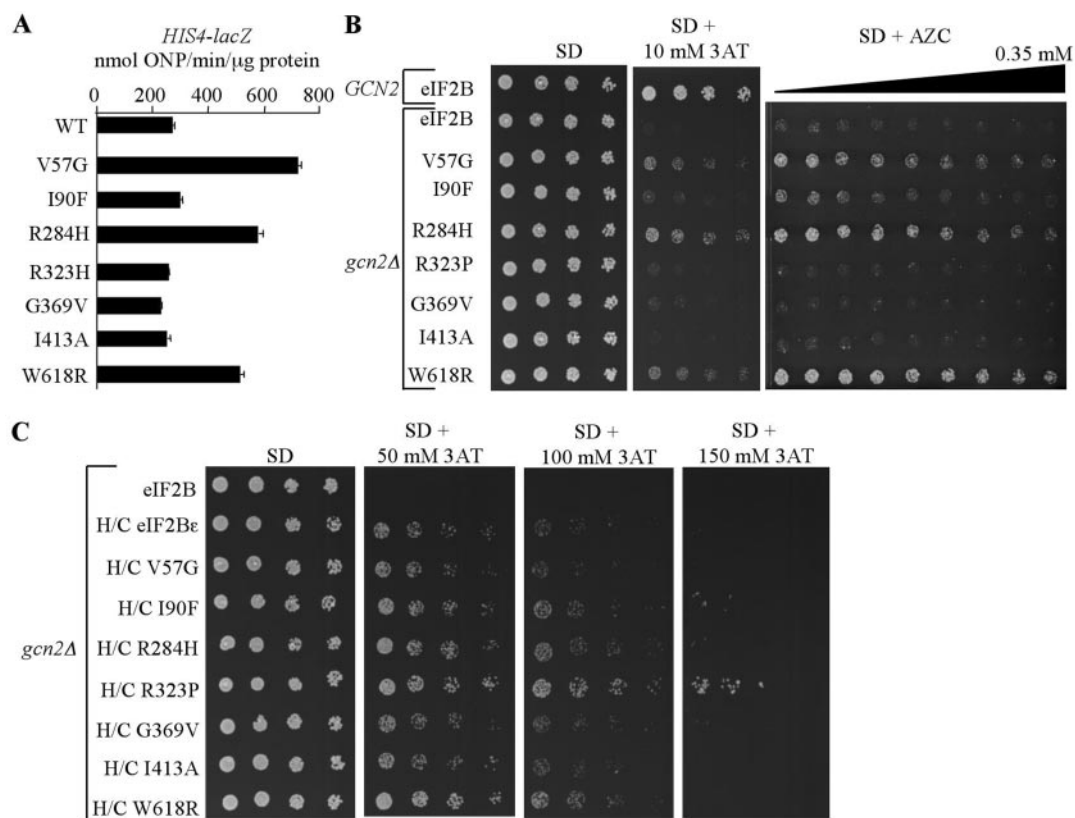 A
HIS4-lacZ
nmol ONP/min/µg protein
0 200 400 600 800
WT
V57G
I90F
R284H
R323H
G369V
I413A
W618R
B
SD
SD +
10 mM 3AT
SD + AZC
0.35 mM
GCN2
eIF2B
gcn2Δ
eIF2B
V57G
I90F
R284H
R323P
G369V
I413A
W618R
C
SD
SD +
50 mM 3AT
SD +
100 mM 3AT
SD +
150 mM 3AT
gcn2Δ
eIF2B
H/C eIF2Bε
H/C V57G
H/C I90F
H/C R284H
H/C R323P
H/C G369V
H/C I413A
H/C W618R